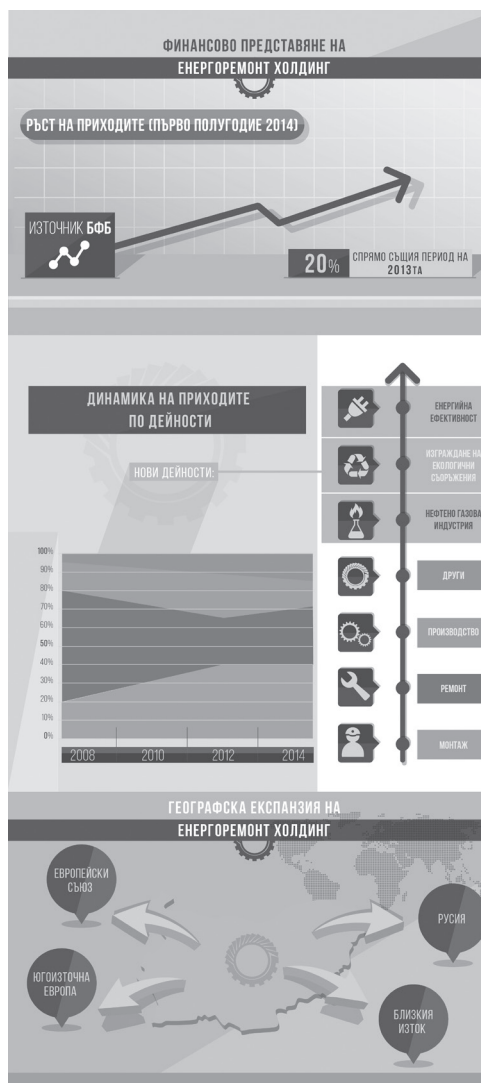 ФИНАНСОВО ПРЕДСТАВЯНЕ НА
ЕНЕРГОРЕМОНТ ХОЛДИНГ
РЪСТ НА ПРИХОДИТЕ (ПЪРВО ПОЛУГОДИЕ 2014)
ИЗТОЧНИК БФБ
20%
СПРЯМО СЪЩИЯ ПЕРИОД НА
2013ТА
ДИНАМИКА НА ПРИХОДИТЕ
ПО ДЕЙНОСТИ
НОВИ ДЕЙНОСТИ:
ЕНЕРГИЙНА
ЕФЕКТИВНОСТ
ИЗГРАЖДАНЕ НА
ЕКОЛОГИЧНИ
СЪОРЪЖЕНИЯ
НЕФТЕНО ГАЗОВА
ИНДУСТРИЯ
ДРУГИ
ПРОИЗВОДСТВО
РЕМОНТ
МОНТАЖ
100%
90%
80%
70%
60%
50%
40%
30%
20%
10%
0%
2008 2010 2012 2014
ГЕОГРАФСКА ЕКСПАНЗИЯ НА
ЕНЕРГОРЕМОНТ ХОЛДИНГ
ЕВРОПЕЙСКИ
СЪЮЗ
РУСИЯ
ЮГОИЗТОЧНА
ЕВРОПА
БЛИЗКИЯ
ИЗТОК